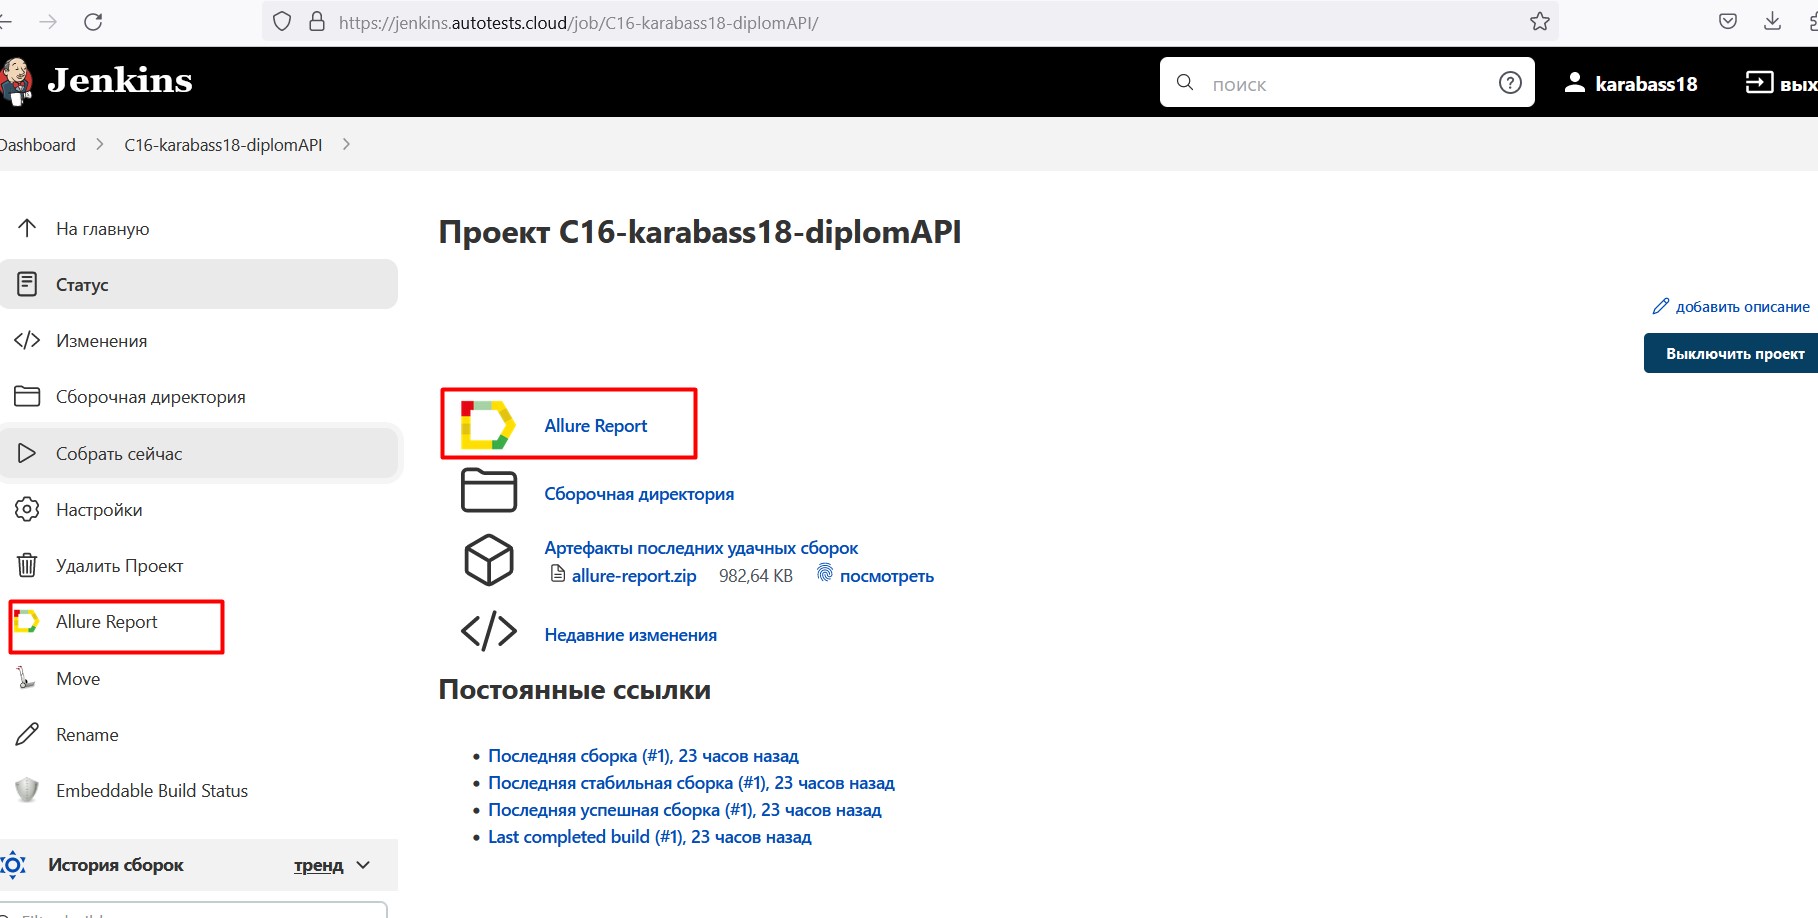 https://jenkins.autotests.cloud/job/C16-karabass18-diplomAPI/
Jenkins
поиск
karabass18
вых
Dashboard
C16-karabass18-diplomAPI
На главную
Статус
Изменения
Сборочная директория
Собрать сейчас
Настройки
Удалить Проект
Allure Report
Move
Rename
Embeddable Build Status
История сборок
тренд
Проект C16-karabass18-diplomAPI
добавить описание
Выключить проект
Allure Report
Сборочная директория
Артефакты последних удачных сборок
allure-report.zip 982,64 KB посмотреть
Недавние изменения
Постоянные ссылки
Последняя сборка (#1), 23 часов назад
Последняя стабильная сборка (#1), 23 часов назад
Последняя успешная сборка (#1), 23 часов назад
Last completed build (#1), 23 часов назад